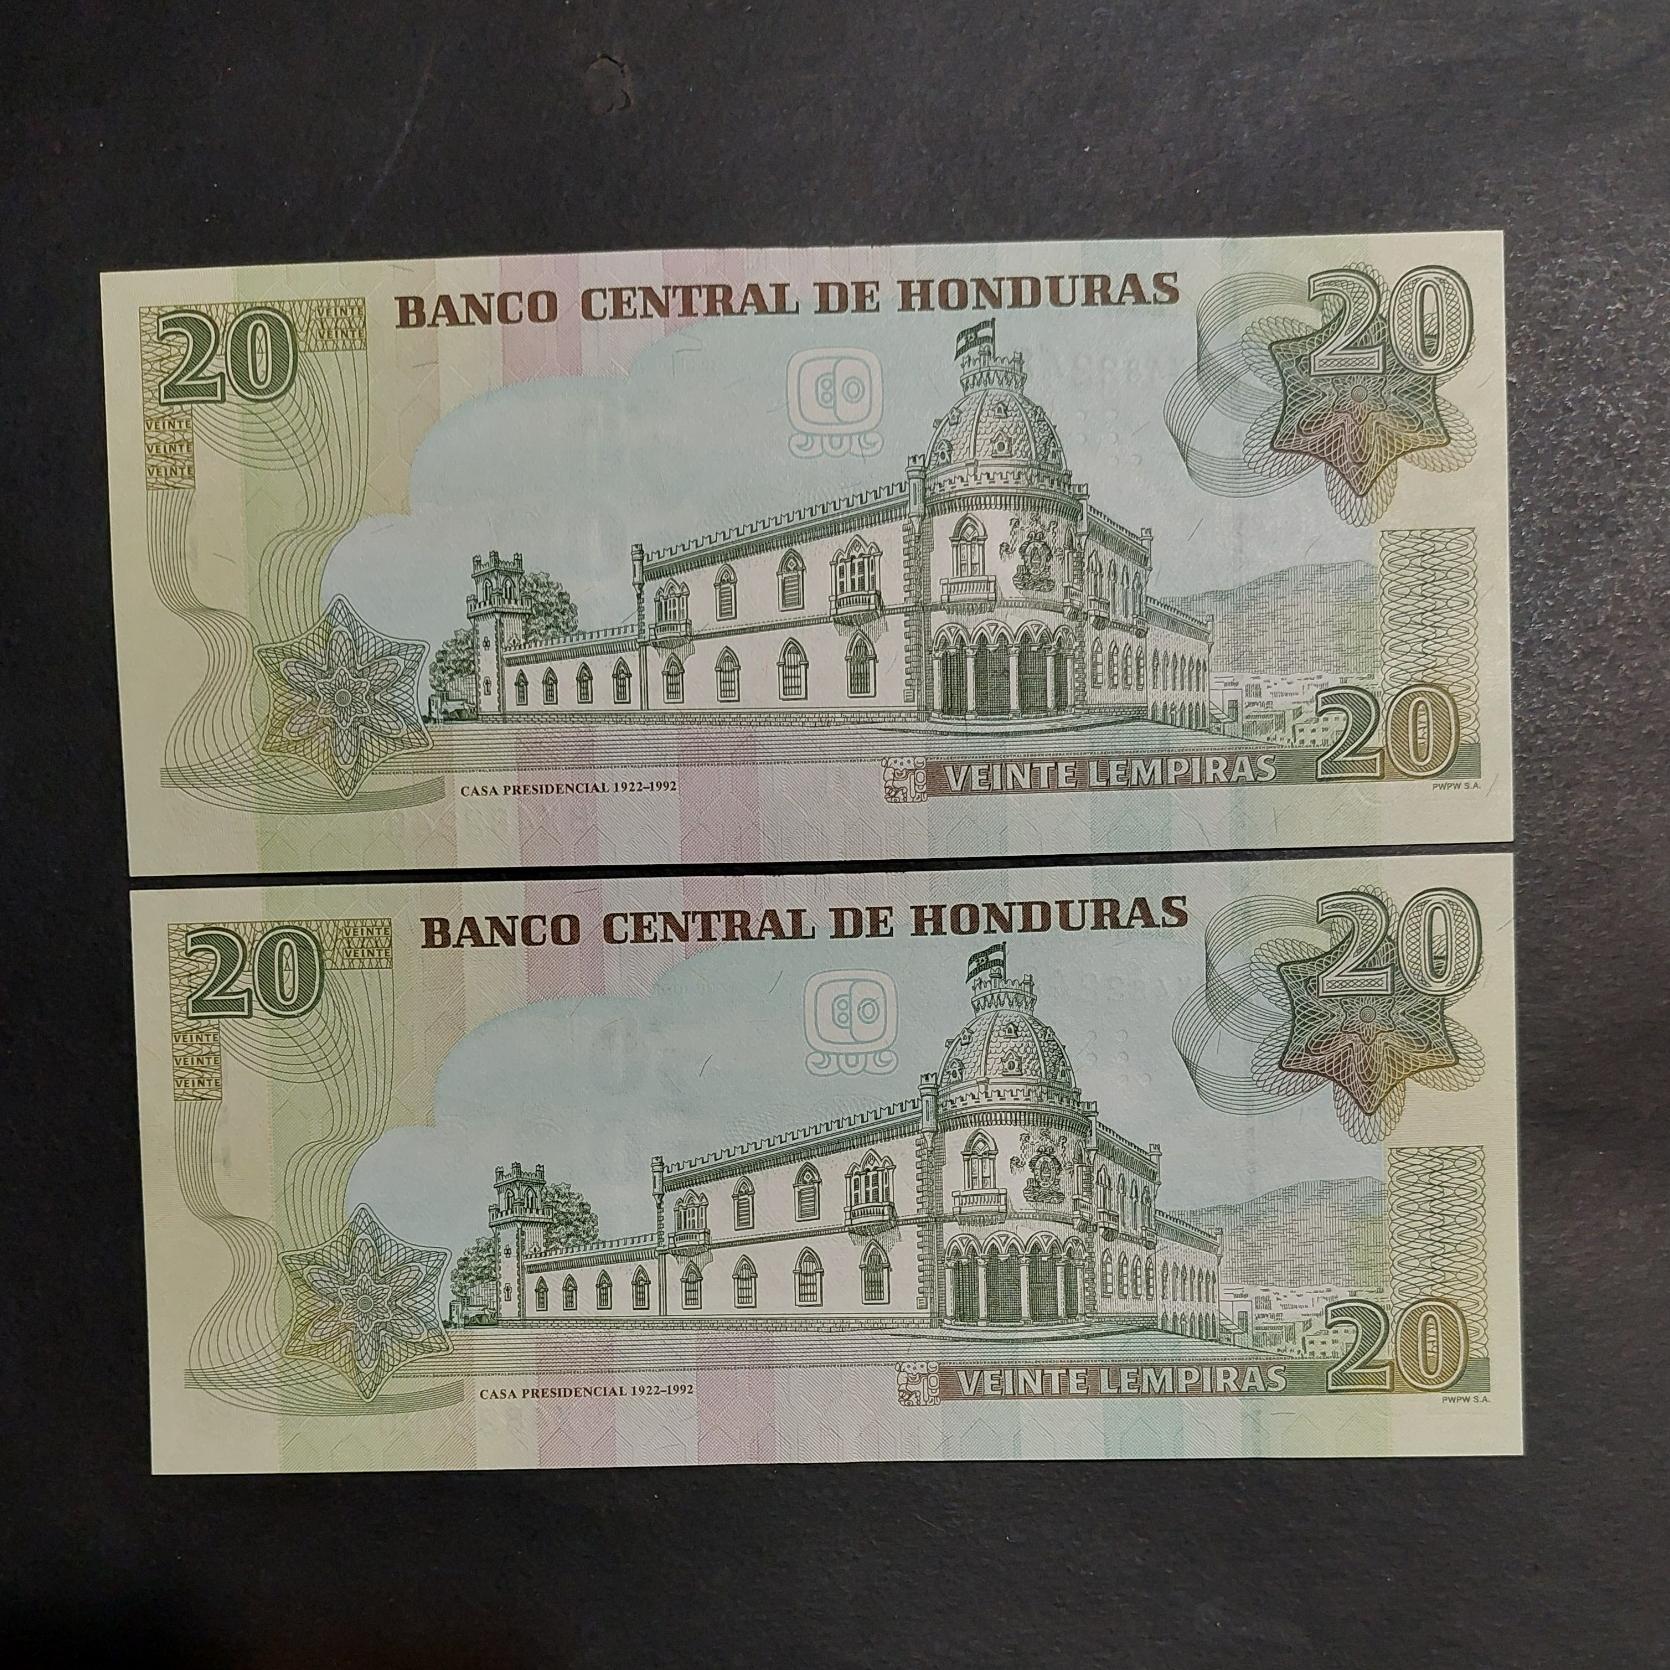 BANCO CENTRAL DE HONDURAS
20
VEINTE
VEINTE
20
VEINTE
VEINTE
VEINTE
CASA PRESIDENCIAL 1922–1992
VEINTE LEMPIRAS
20
PWPW S.A.
BANCO CENTRAL DE HONDURAS
20
VEINTE
VEINTE
20
VEINTE
VEINTE
VEINTE
CASA PRESIDENCIAL 1922–1992
VEINTE LEMPIRAS
20
PWPW S.A.